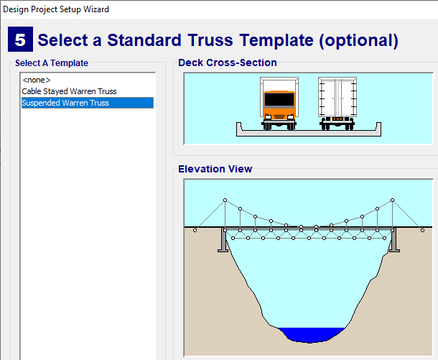 Design Project Setup Wizard
5 Select a Standard Truss Template (optional)
Select A Template
<none>
Cable Stayed Warren Truss
Suspended Warren Truss
Deck Cross-Section
Elevation View